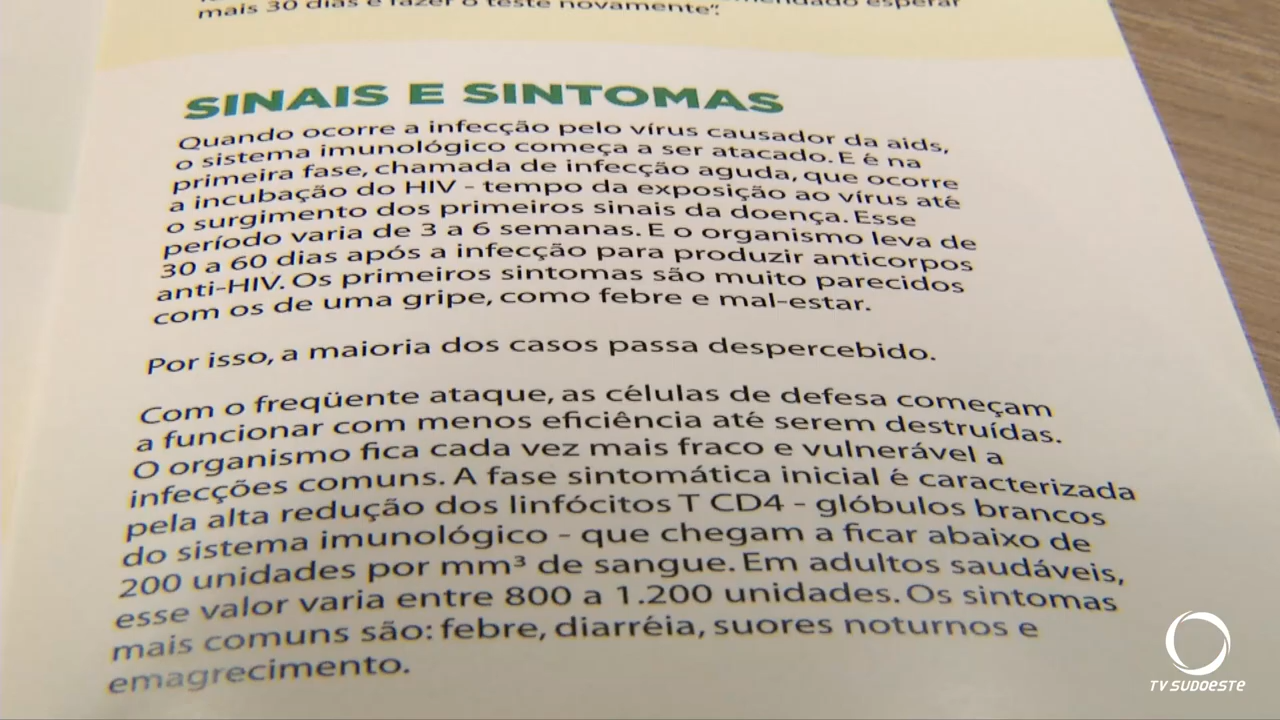 mais 30 dias e fazer o teste novamente".
esperar
SINAIS E SINTOMAS
Quando ocorre a infecção pelo vírus causador da aids,
o sistema imunológico começa a ser atacado. E é na
primeira fase, chamada de infecção aguda, que ocorre
a incubação do HIV - tempo da exposição ao vírus até
o surgimento dos primeiros sinais da doença. Esse
período varia de 3 a 6 semanas. E o organismo leva de
30 a 60 dias após a infecção para produzir anticorpos
anti-HIV. Os primeiros sintomas são muito parecidos
com os de uma gripe, como febre e mal-estar.
Por isso, a maioria dos casos passa despercebido.
Com o freqüente ataque, as células de defesa começam
a funcionar com menos eficiência até serem destruídas.
O organismo fica cada vez mais fraco e vulnerável a
infecções comuns. A fase sintomática inicial é caracterizada
pela alta redução dos linfócitos T CD4 - glóbulos brancos
do sistema imunológico - que chegam a ficar abaixo de
200 unidades por mm³ de sangue. Em adultos saudáveis,
esse valor varia entre 800 a 1.200 unidades. Os sintomas
mais comuns são: febre, diarréia, suores noturnos e
emagrecimento.
TV SUDOESTE